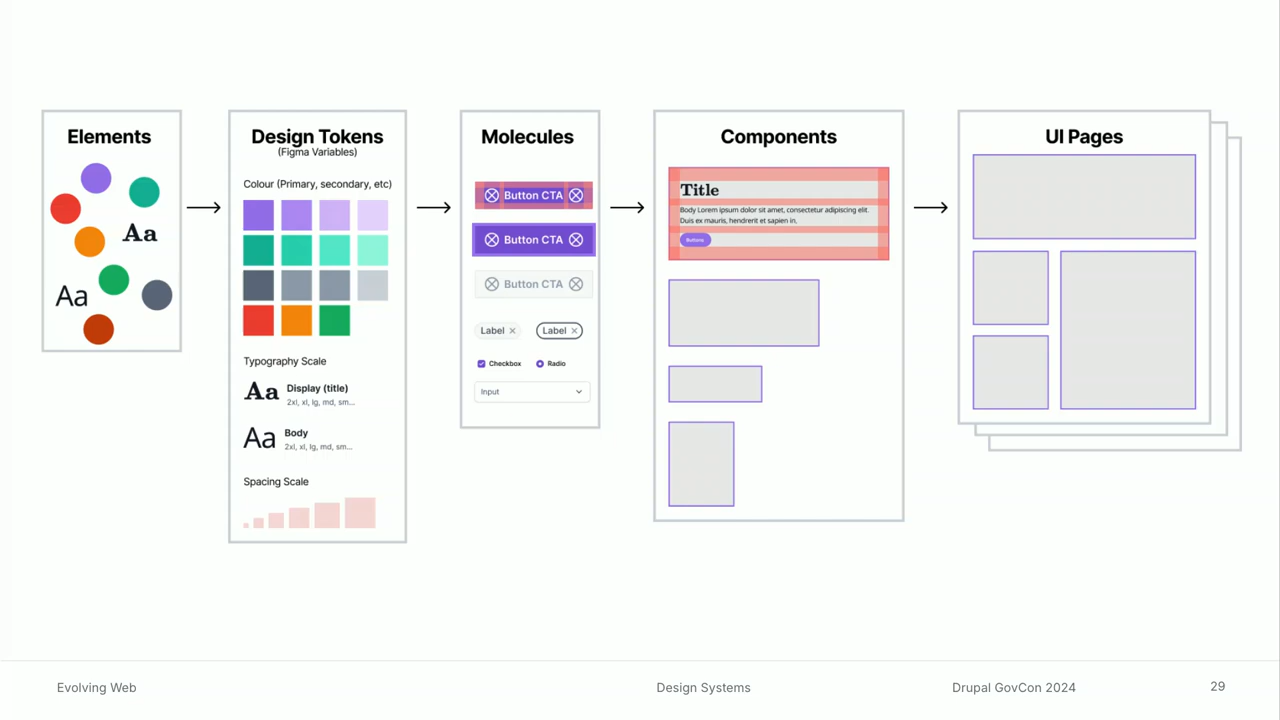 Elements
Aa
Aa
Design Tokens
(Figma Variables)
Colour (Primary, secondary, etc)
Typography Scale
Aa
Display (title)
2xl, xl, lg, md, sm...
Aa
Body
2xl, xl, lg, md, sm...
Spacing Scale
Molecules
Button CTA
Button CTA
Button CTA
Label
Label
Checkbox
Radio
Input
Components
Title
Body Lorem ipsum dolor sit amet, consectetur adipiscing elit.
Duis ex mauris, hendrerit et sapien in.
Buttons
UI Pages
Evolving Web
Design Systems
Drupal GovCon 2024
29